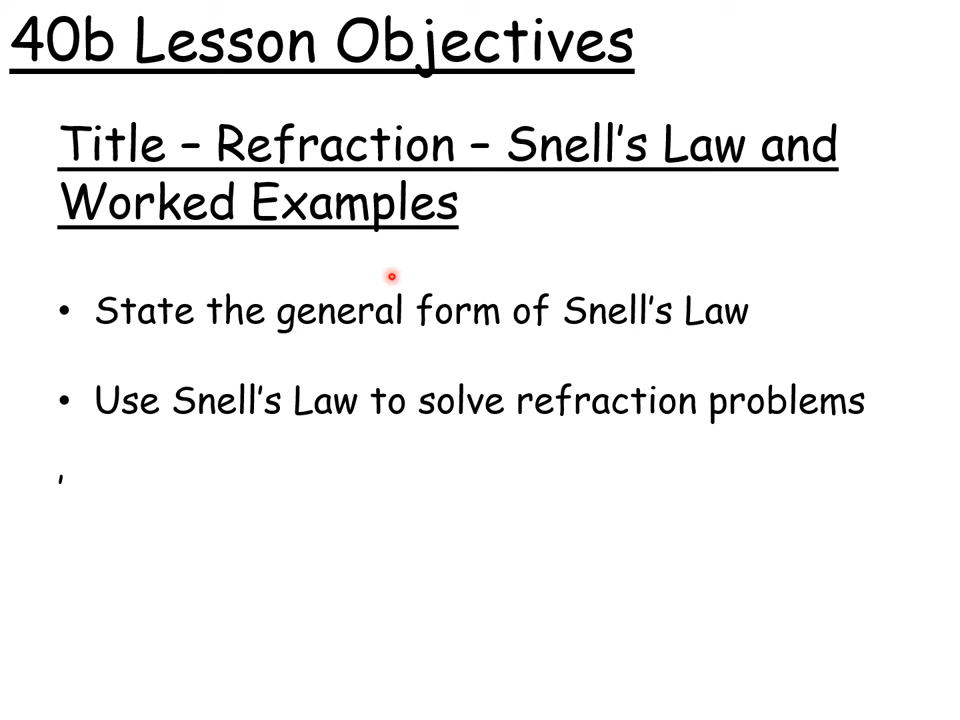 40b Lesson Objectives
Title – Refraction – Snell’s Law and
Worked Examples
• State the general form of Snell’s Law
• Use Snell’s Law to solve refraction problems
,